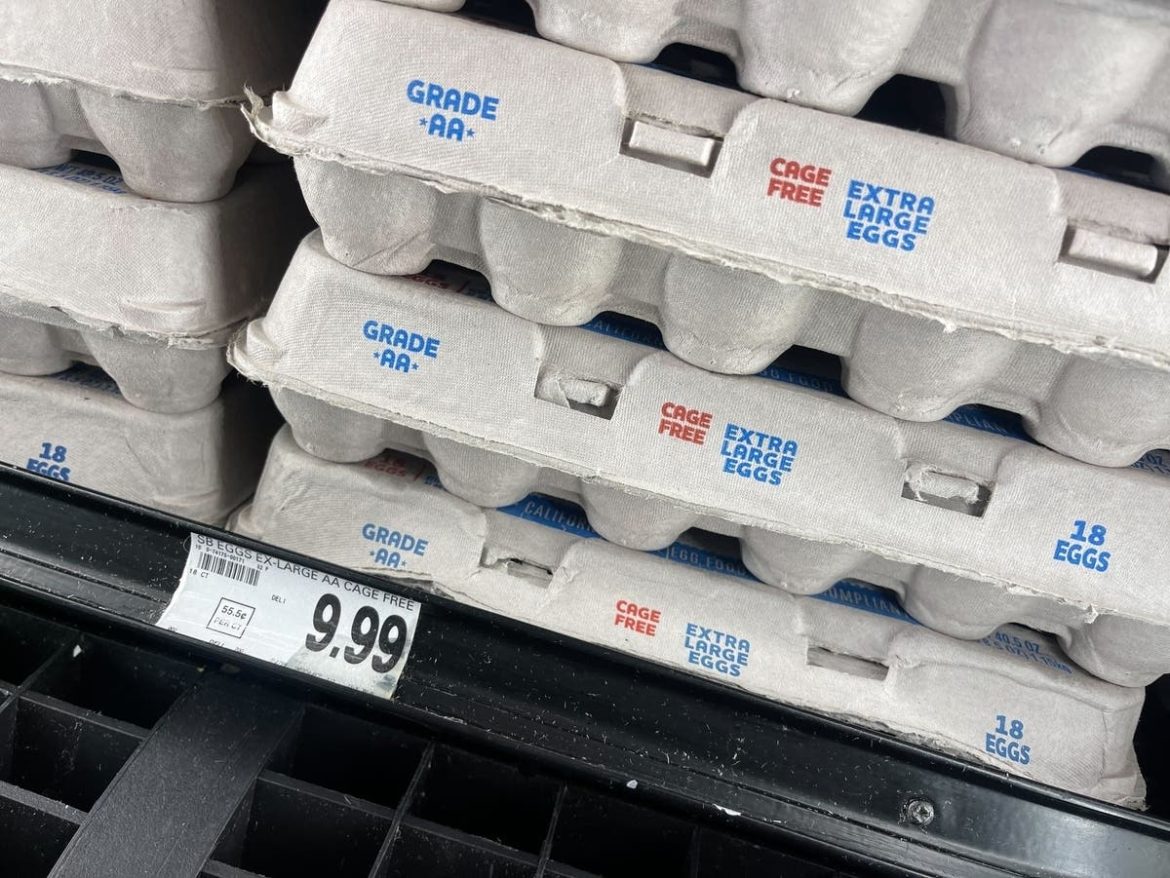 GRADE
*AA*
CAGE
FREE
EXTRA
LARGE
EGGS
GRADE
*AA*
CAGE
FREE
EXTRA
LARGE
EGGS
18
EGGS
18
EGGS
GRADE
*AA*
CAGE
FREE
EXTRA
LARGE
EGGS
18
EGGS
SB EGGS EX-LARGE AA CAGE FREE
18 CT
DELI
55.5¢
PER CT
9.99